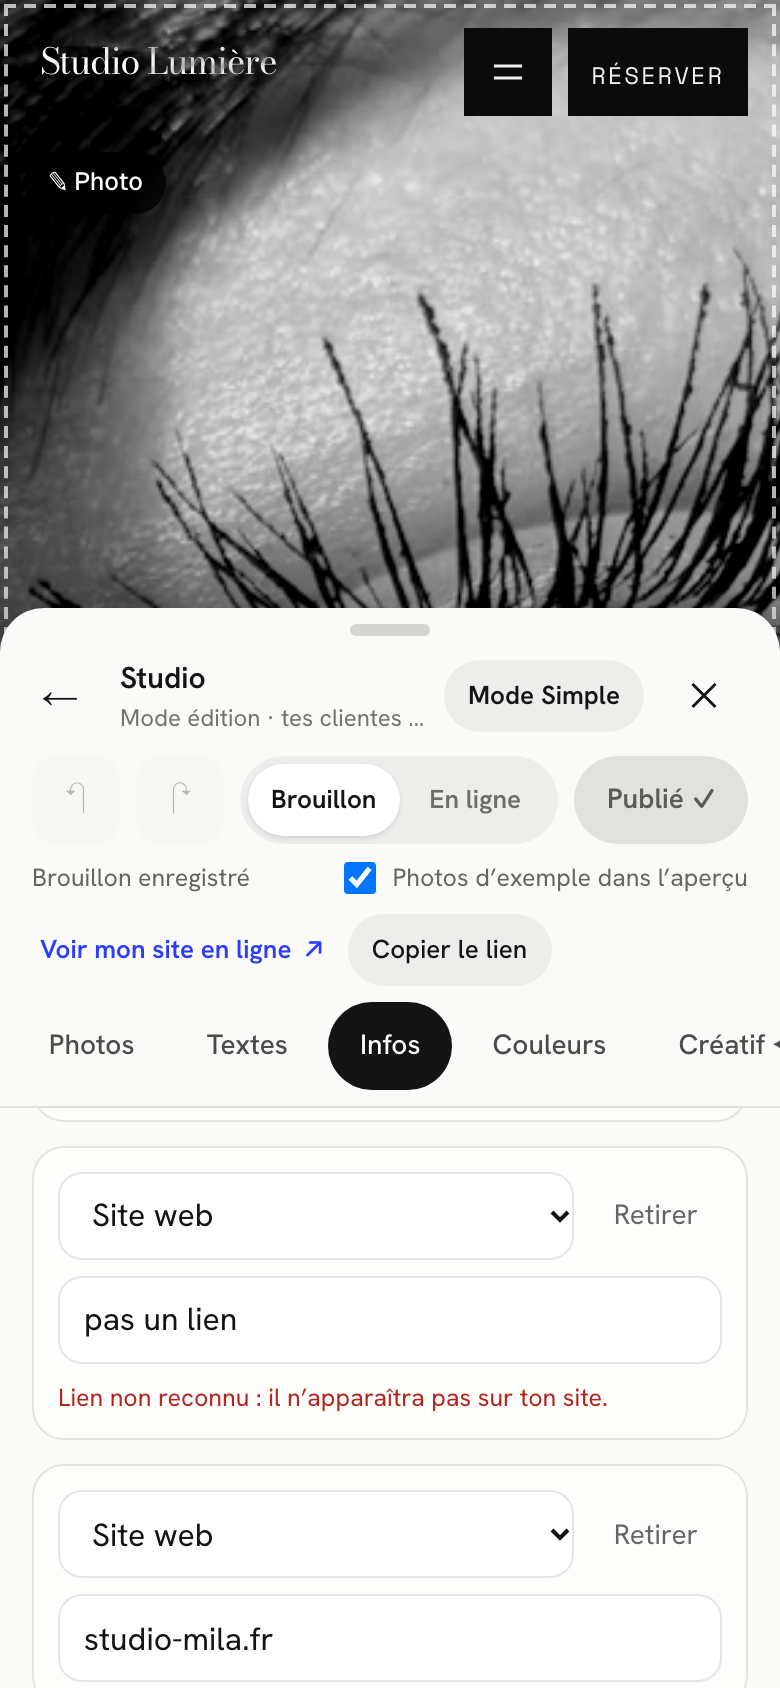 Studio Lumière
RÉSERVER
✎ Photo
Studio
Mode édition · tes clientes ...
Mode Simple
Brouillon
En ligne
Publié ✓
Brouillon enregistré
Photos d’exemple dans l’aperçu
Voir mon site en ligne ↗
Copier le lien
Photos
Textes
Infos
Couleurs
Créatif
Site web
Retirer
pas un lien
Lien non reconnu : il n’apparaîtra pas sur ton site.
Site web
Retirer
studio-mila.fr